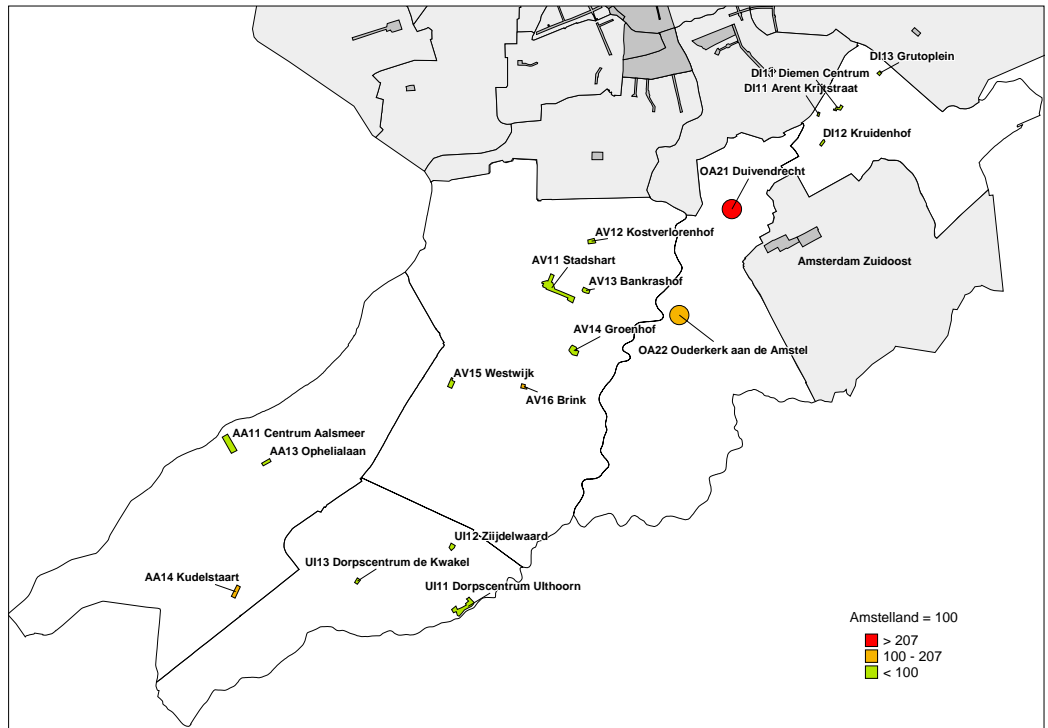 DI13 Grutoplein
DI11 Diemen Centrum
DI11 Arent Krijtstraat
DI12 Kruidenhof
OA21 Duivendrecht
AV12 Kostverlorenhof
AV11 Stadshart
Amsterdam Zuidoost
AV13 Bankrashof
AV14 Groenhof
OA22 Ouderkerk aan de Amstel
AV15 Westwijk
AV16 Brink
AA11 Centrum Aalsmeer
AA13 Ophelialaan
UI12 Ziijdelwaard
UI13 Dorpscentrum de Kwakel
AA14 Kudelstaart
UI11 Dorpscentrum UIthoorn
Amstelland = 100
> 207
100 - 207
< 100